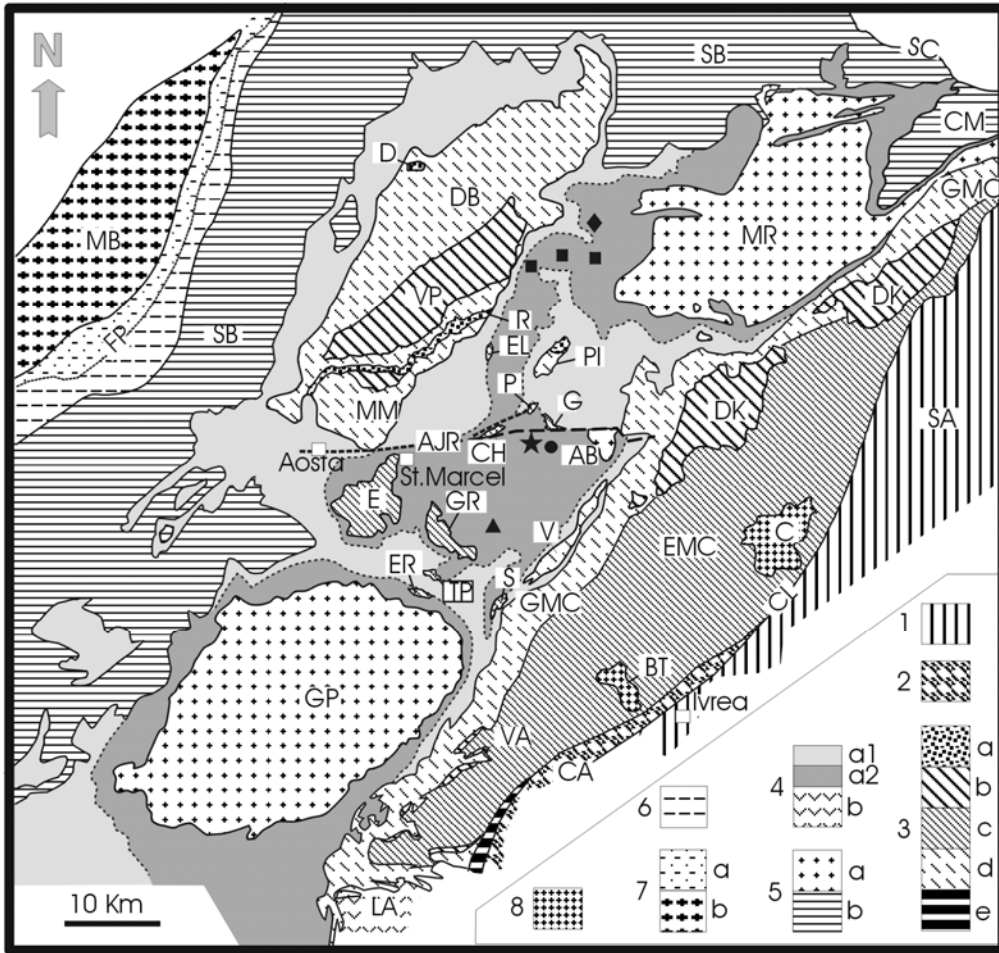 N
SB
SC
D
CM
GMC
DB
MB
MR
VP
DK
FP
R
SB
EL
PI
P
G
MM
DK
SA
AJR
CH
AB
Aosta
St.Marcel
E
GR
V
EMC
C
ER
TP
S
GMC
CL
1
BT
2
GP
Ivrea
VA
CA
a1
a2
4
b
6
a
b
3
c
d
e
7
a
b
5
a
b
8
10 Km
LA